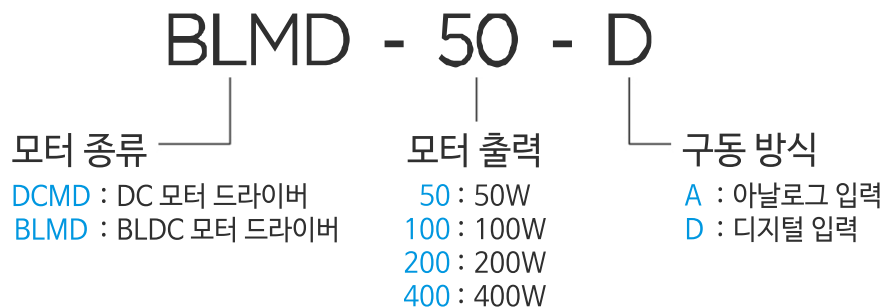 BLMD - 50 - D
모터 종류
DCMD : DC 모터 드라이버
BLMD : BLDC 모터 드라이버
모터 출력
50 : 50W
100 : 100W
200 : 200W
400 : 400W
구동 방식
A : 아날로그 입력
D : 디지털 입력